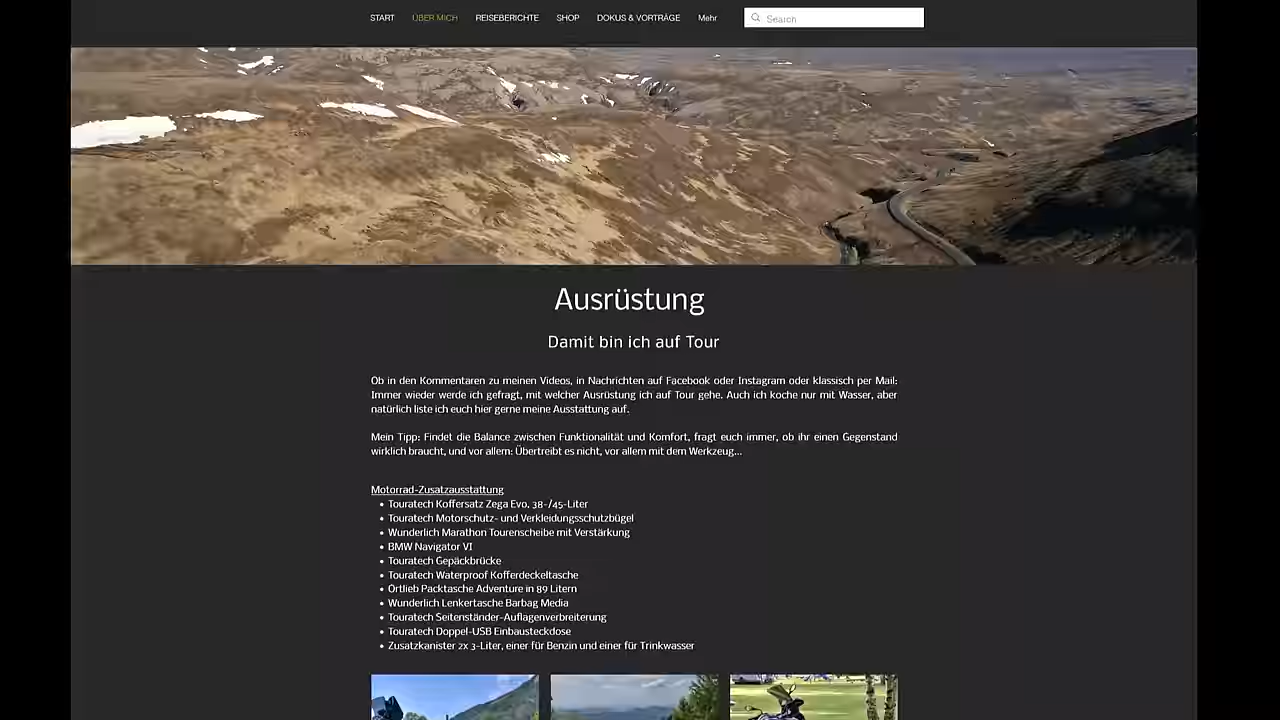 START ÜBER MICH REISEBERICHTE SHOP DOKUS & VORTRÄGE Mehr Search
Ausrüstung
Damit bin ich auf Tour
Ob in den Kommentaren zu meinen Videos, in Nachrichten auf Facebook oder Instagram oder klassisch per Mail:
Immer wieder werde ich gefragt, mit welcher Ausrüstung ich auf Tour gehe. Auch ich koche nur mit Wasser, aber
natürlich liste ich euch hier gerne meine Ausstattung auf.
Mein Tipp: Findet die Balance zwischen Funktionalität und Komfort, fragt euch immer, ob ihr einen Gegenstand
wirklich braucht, und vor allem: Übertreibt es nicht, vor allem mit dem Werkzeug...
Motorrad-Zusatzausstattung
• Touratech Koffersatz Zega Evo. 38-/45-Liter
• Touratech Motorschutz- und Verkleidungsschutzbügel
• Wunderlich Marathon Tourenscheibe mit Verstärkung
• BMW Navigator VI
• Touratech Gepäckbrücke
• Touratech Waterproof Kofferdeckeltasche
• Ortlieb Packtasche Adventure in 89 Litern
• Wunderlich Lenkertasche Barbag Media
• Touratech Seitenständer-Auflagenverbreiterung
• Touratech Doppel-USB Einbausteckdose
• Zusatzkanister 2x 3-Liter, einer für Benzin und einer für Trinkwasser